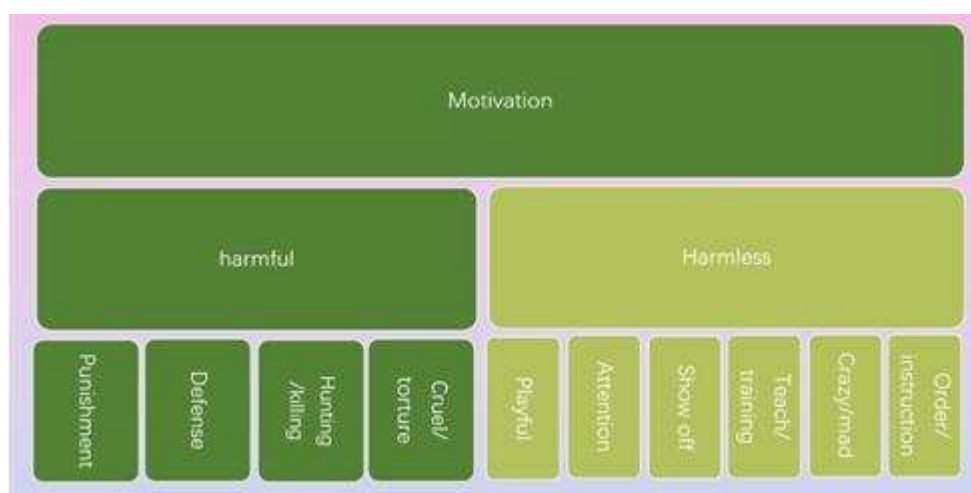 Motivation
harmful
Harmless
Punishment
Defense
Hunting
/killing
Cruel/
torture
Playful
Attention
Show off
Teach/
training
Crazy/mad
Order/
instruction